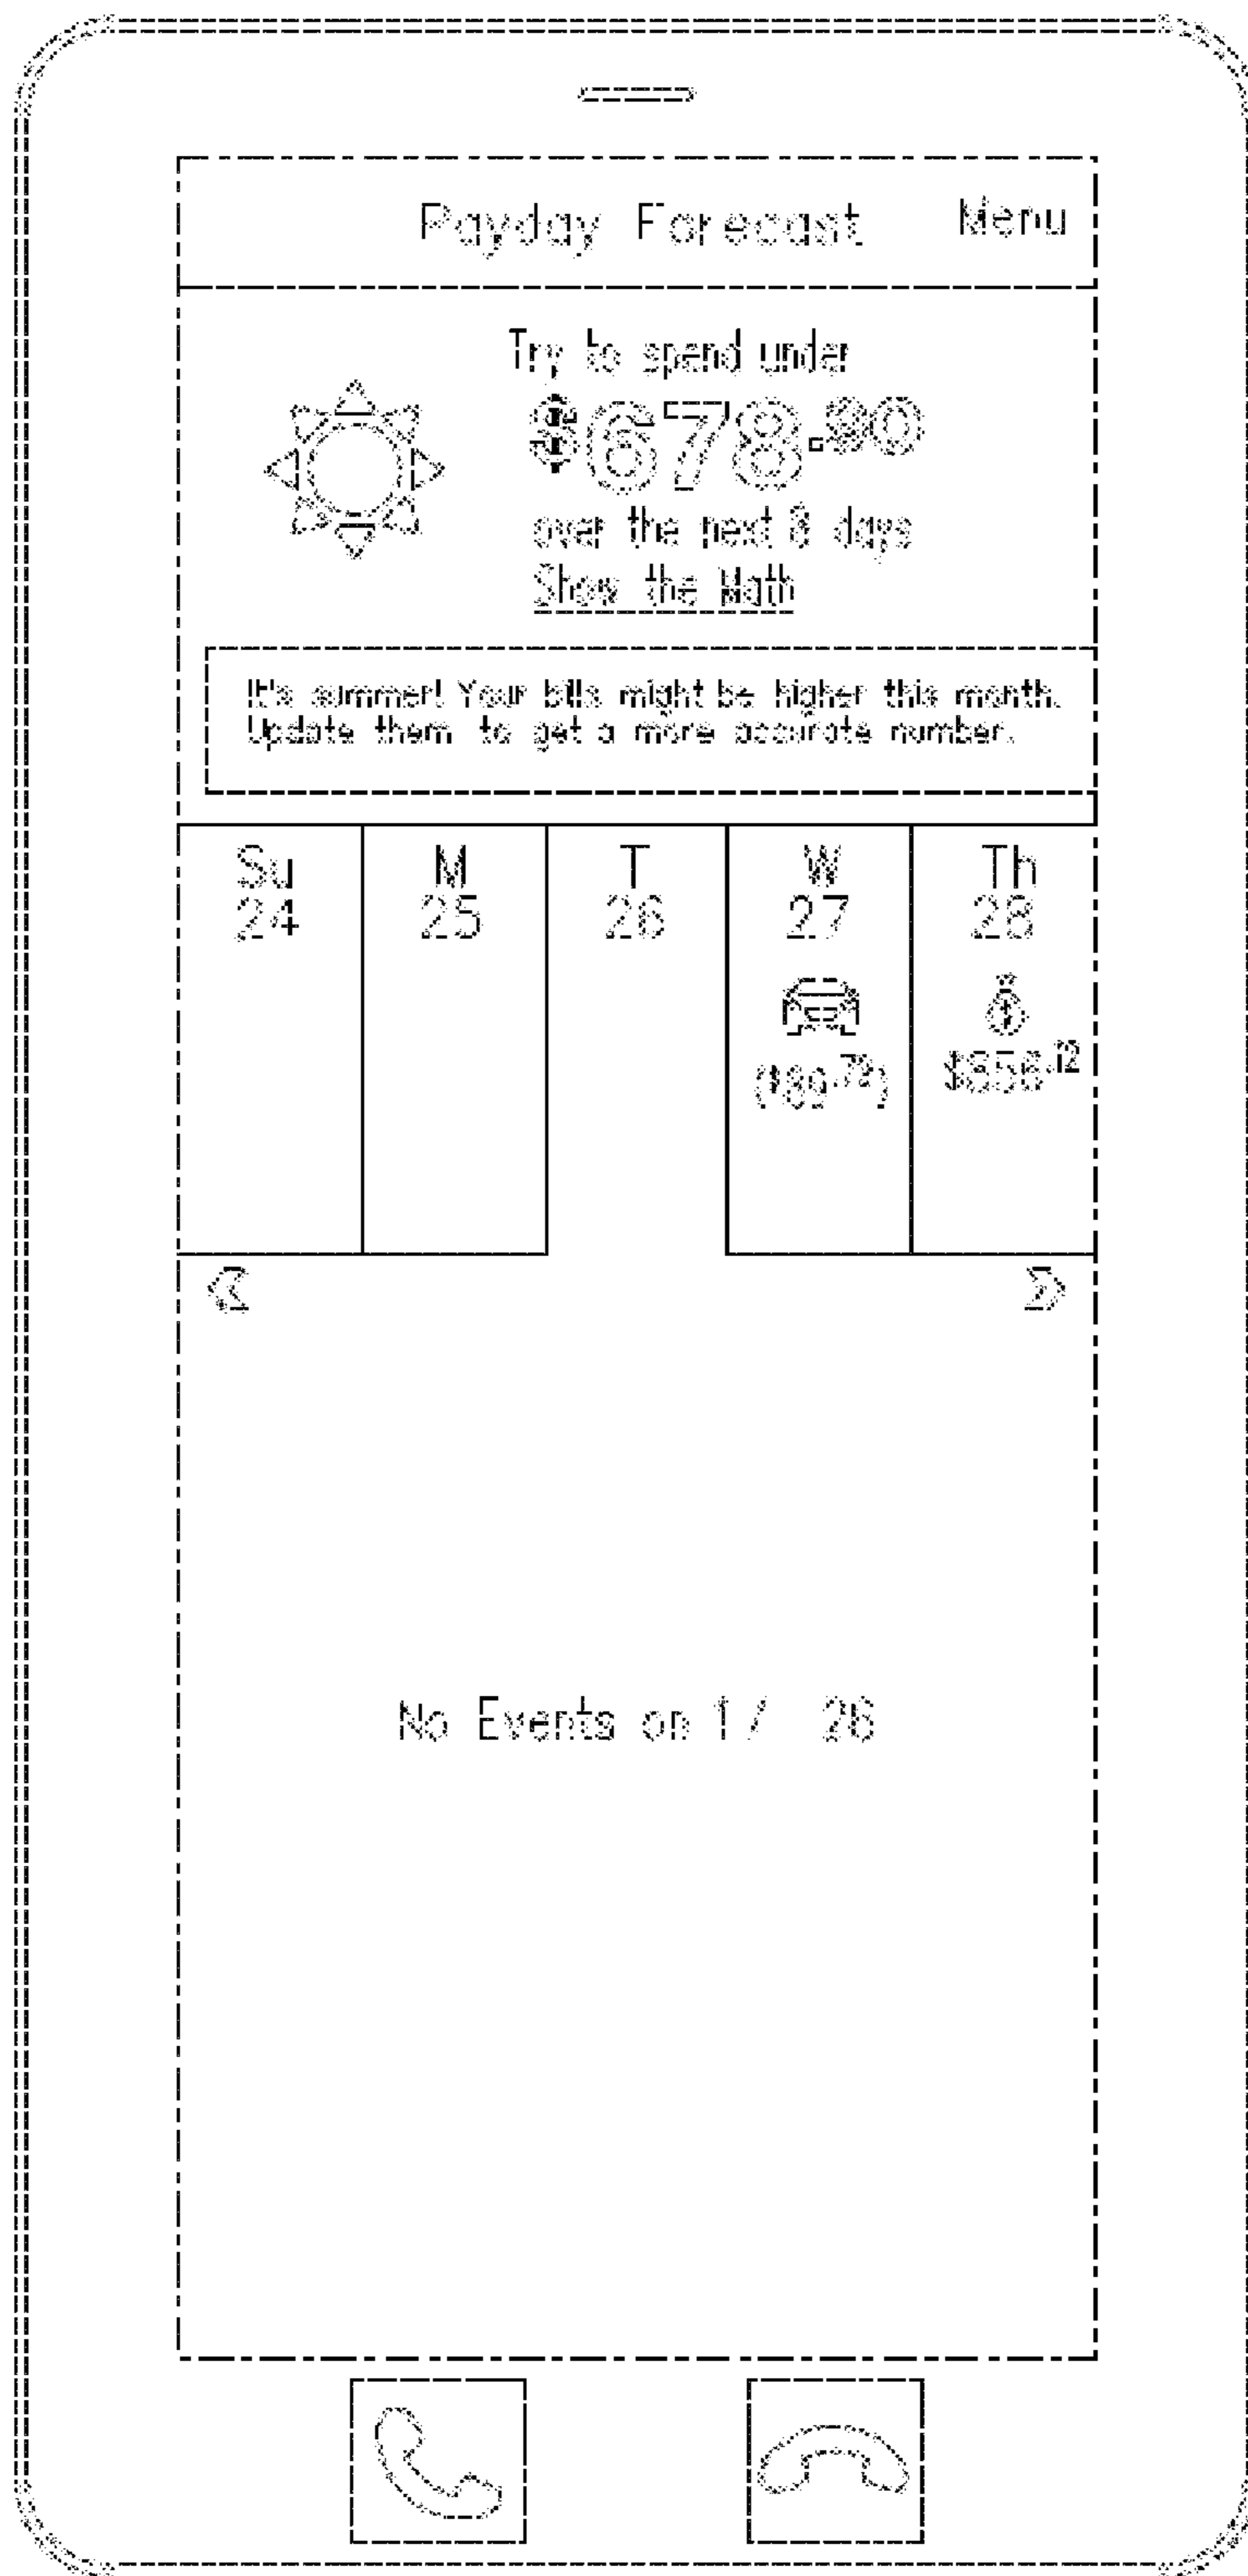 Payday Forecast Menu
Try to spend under
$678.90
over the next 8 days
Show the Math
It's summer! Your bills might be higher this month.
Update them to get a more accurate number.
Su M T W Th
24 25 26 27 28
$856.12
No Events on 1/ 26